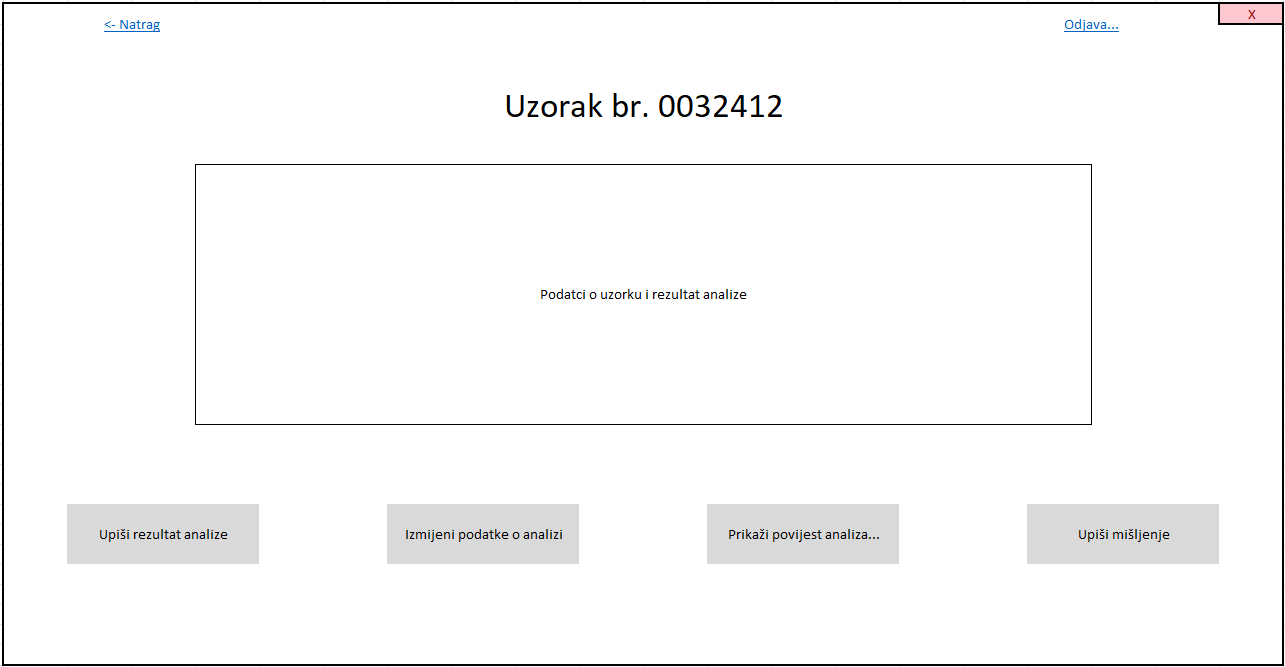 <- Natrag
Odjava...
X
Uzorak br. 0032412
Podatci o uzorku i rezultat analize
Upiši rezultat analize
Izmijeni podatke o analizi
Prikaži povijest analiza...
Upiši mišljenje